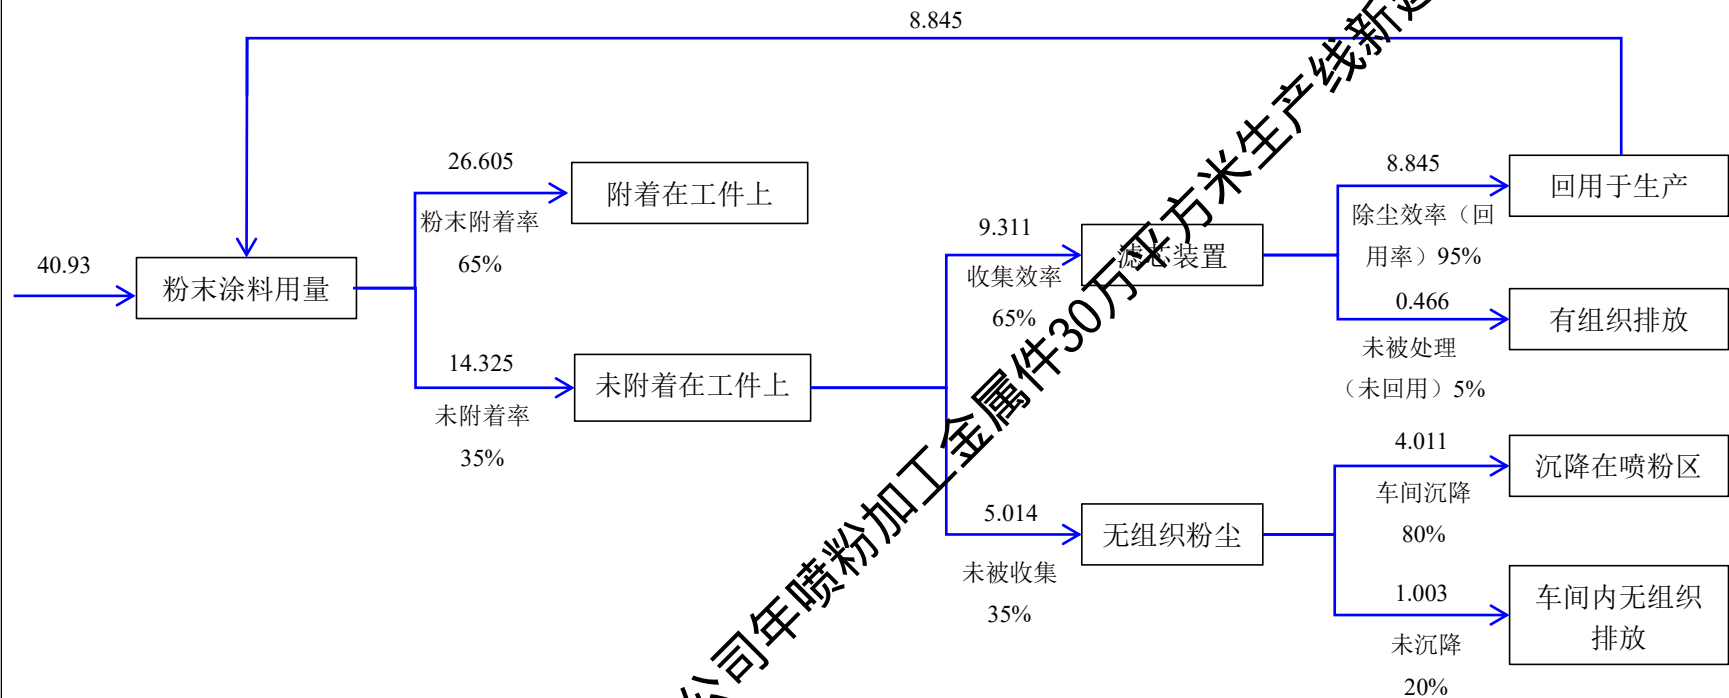 8.845
26.605
附着在工件上
粉末附着率
65%
40.93
粉末涂料用量
14.325
未附着在工件上
未附着率
35%
9.311
滤芯装置
收集效率
65%
5.014
无组织粉尘
未被收集
35%
8.845
回用于生产
除尘效率（回
用率）95%
0.466
有组织排放
未被处理
（未回用）5%
4.011
沉降在喷粉区
车间沉降
80%
1.003
车间内无组织
排放
未沉降
20%
公司年喷粉加工金属件30万平方米生产线新建